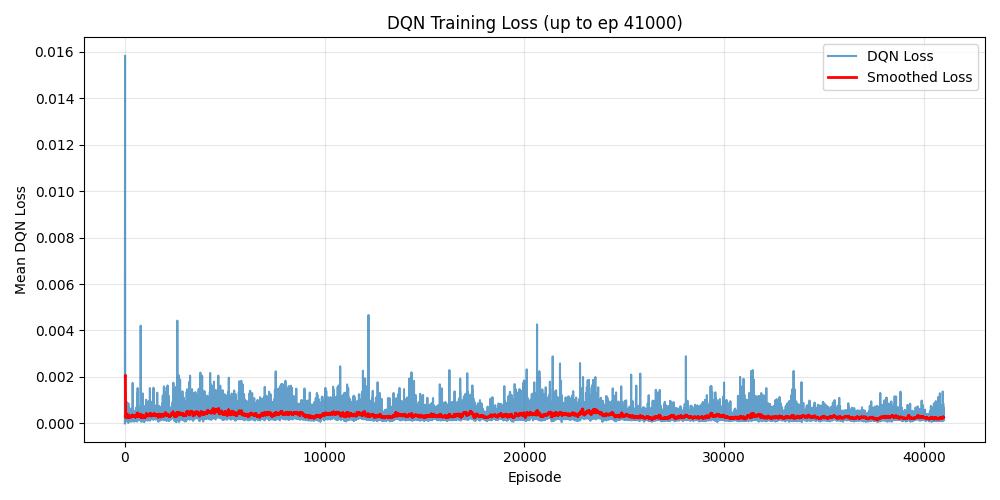 DQN Training Loss (up to ep 41000)
DQN Loss
Smoothed Loss
Mean DQN Loss
0.016
0.014
0.012
0.010
0.008
0.006
0.004
0.002
0.000
0 10000 20000 30000 40000
Episode